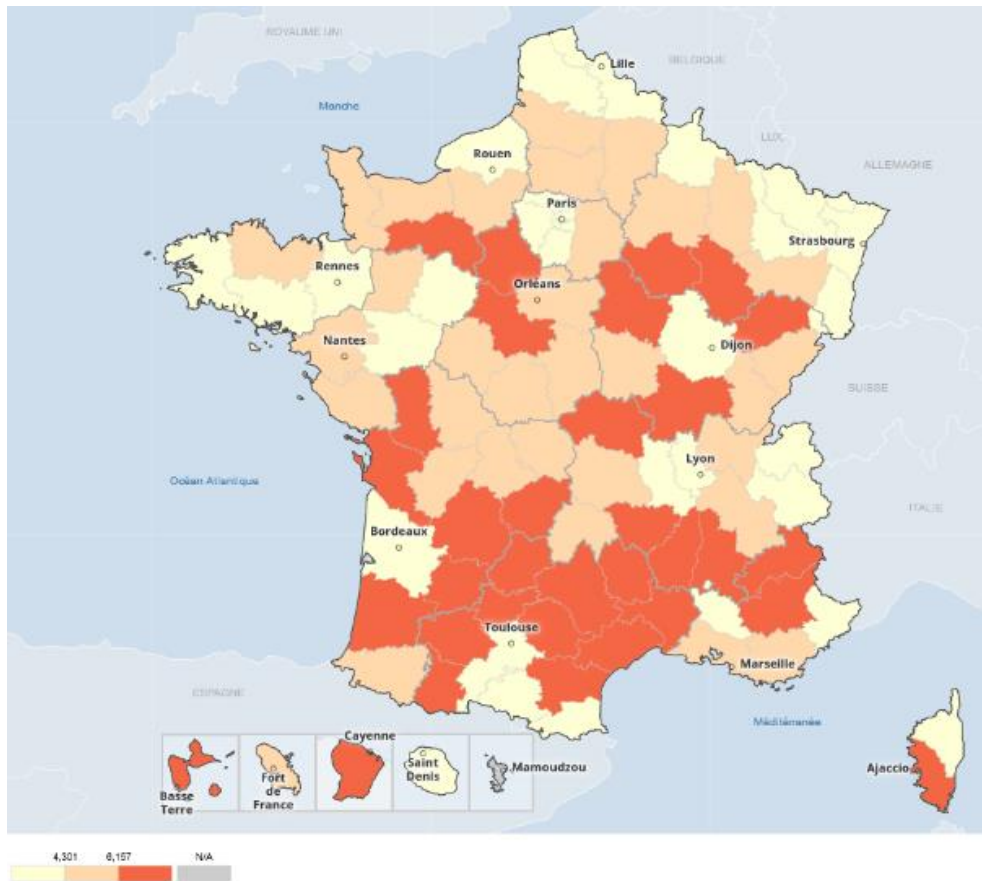 ROYAUME UNI
BELGIQUE
Lille
Manche
LUX.
ALLEMAGNE
Rouen
Paris
Strasbourg
Rennes
Orléans
Nantes
Dijon
SUISSE
Lyon
Océan Atlantique
ITALIE
Bordeaux
Toulouse
Marseille
ESPAGNE
Méditerranée
Cayenne
Saint
Denis
Mamoudzou
Ajaccio
Fort
de
France
Basse
Terre
4,301 6,157 N/A